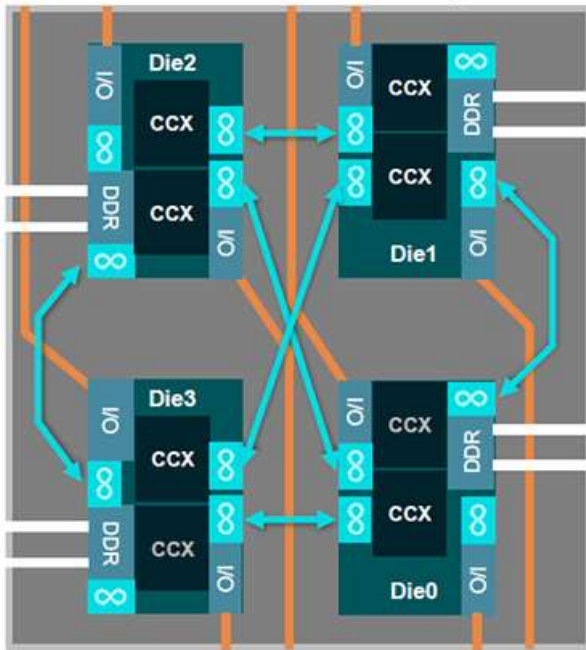 Die2
I/O
CCX
∞
∞
CCX
∞
DDR
I/O
∞
I/O
CCX
∞
DDR
∞
∞
CCX
∞
I/O
Die1
Die3
I/O
CCX
∞
∞
CCX
∞
DDR
I/O
∞
I/O
CCX
∞
DDR
∞
∞
CCX
∞
I/O
Die0